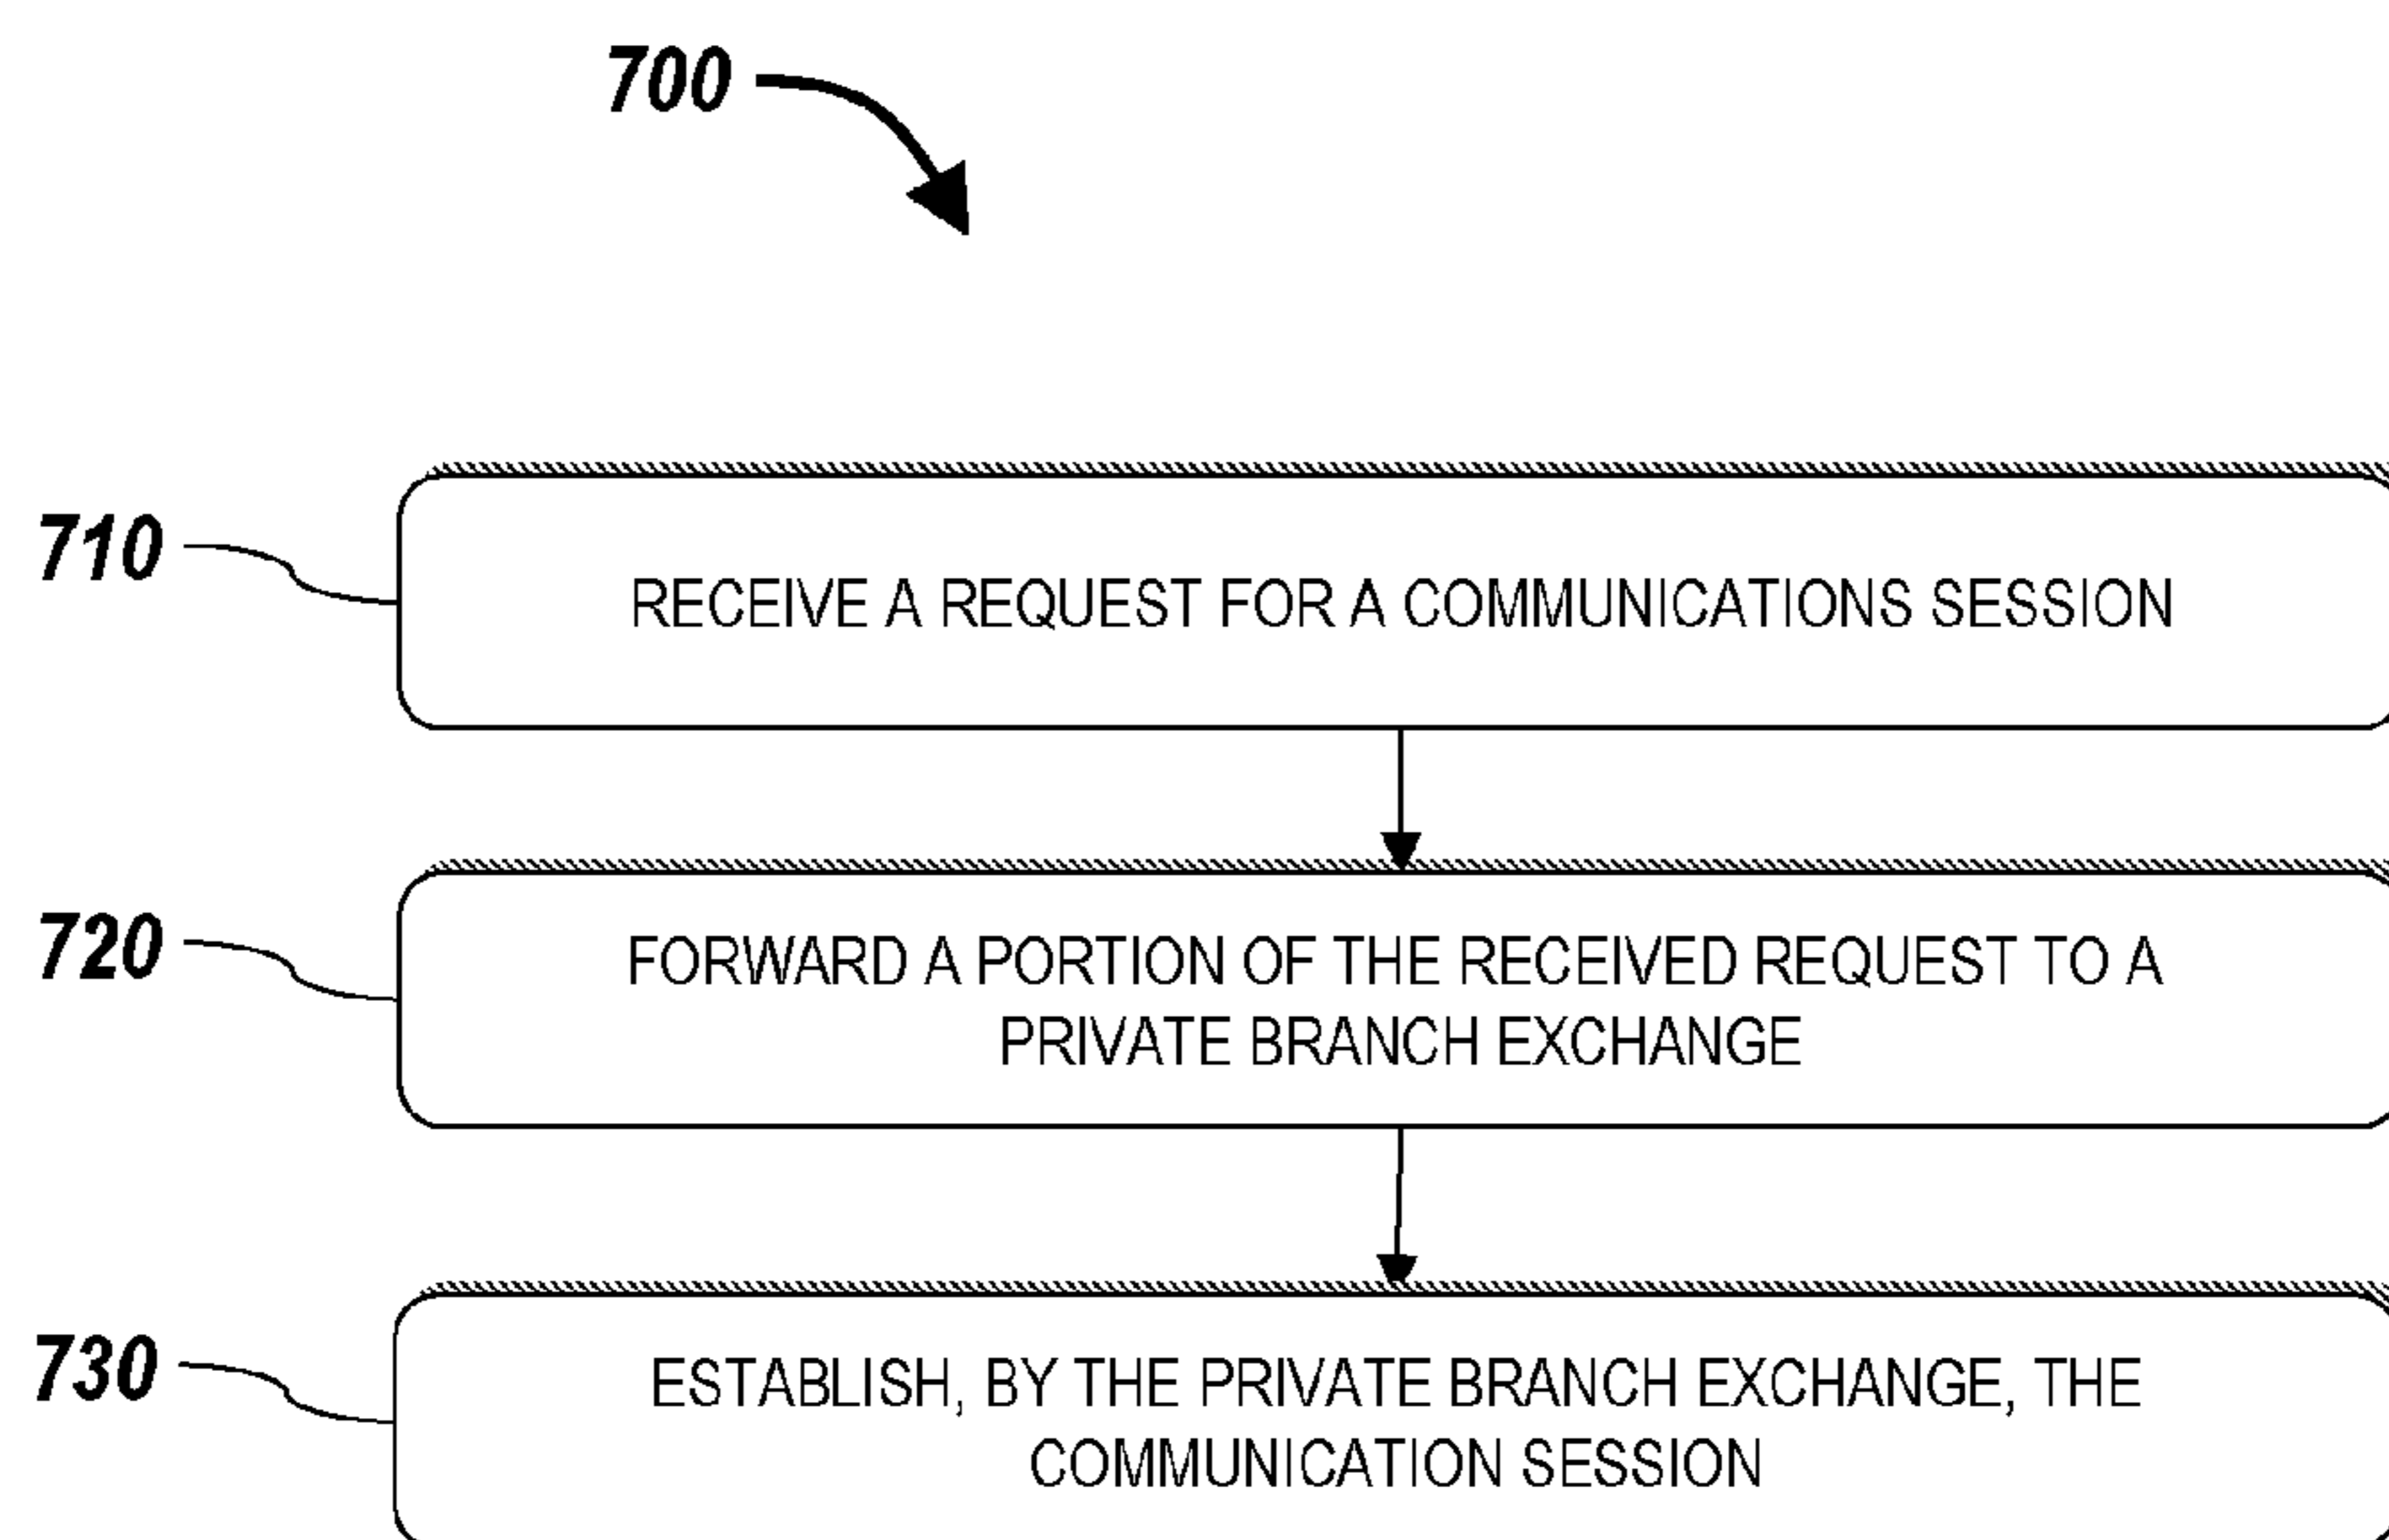 700
710
RECEIVE A REQUEST FOR A COMMUNICATIONS SESSION
720
FORWARD A PORTION OF THE RECEIVED REQUEST TO A
PRIVATE BRANCH EXCHANGE
730
ESTABLISH, BY THE PRIVATE BRANCH EXCHANGE, THE
COMMUNICATION SESSION